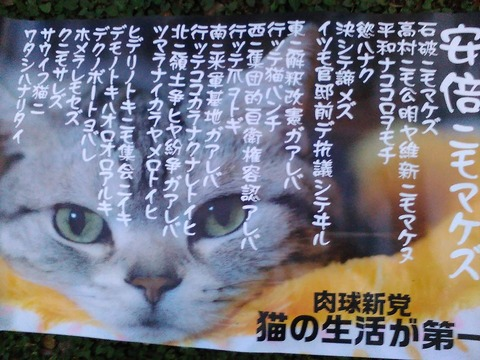 安倍ニモマケズ
石破ニモマケズ
高村ニモ公明ヤ維新ニモマケヌ
平和ナココロヲモチ
慾ハナク
決シテ諦メズ
イツモ官邸前デ抗議シテヰル
東ニ解釈改憲ガアレバ
行ッテ猫パンチ
西ニ集団的自衛権容認アレバ
行ッテ爪ヲトギ
南ニ米軍基地ガアレバ
行ッテココカラナクナレトイヒ
北ニ領土争ヒヤ紛争ガアレバ
ツマラナイカラヤメロトイヒ
ヒデリノトキニモ集会ニイキ
デモノトキハオロオロアルキ
デクノボートヨバレ
ホメラレモセズ
クニモサレズ
サウイフ猫ニ
ワタシハナリタイ
肉球新党
猫の生活が第一